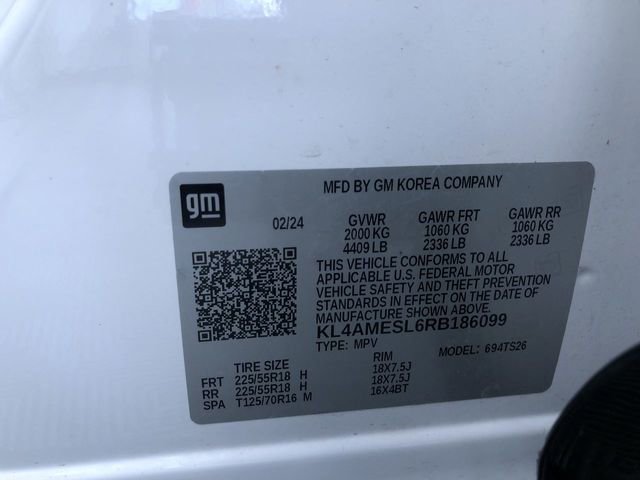 gm
MFD BY GM KOREA COMPANY
02/24 GVWR GAWR FRT GAWR RR
2000 KG 1060 KG 1060 KG
4409 LB 2336 LB 2336 LB
THIS VEHICLE CONFORMS TO ALL
APPLICABLE U.S. FEDERAL MOTOR
VEHICLE SAFETY AND THEFT PREVENTION
STANDARDS IN EFFECT ON THE DATE OF
MANUFACTURE SHOWN ABOVE.
KL4AMESL6RB186099
TYPE: MPV MODEL: 694TS26
TIRE SIZE RIM
FRT 225/55R18 H 18X7.5J
RR 225/55R18 H 18X7.5J
SPA T125/70R16 M 16X4BT